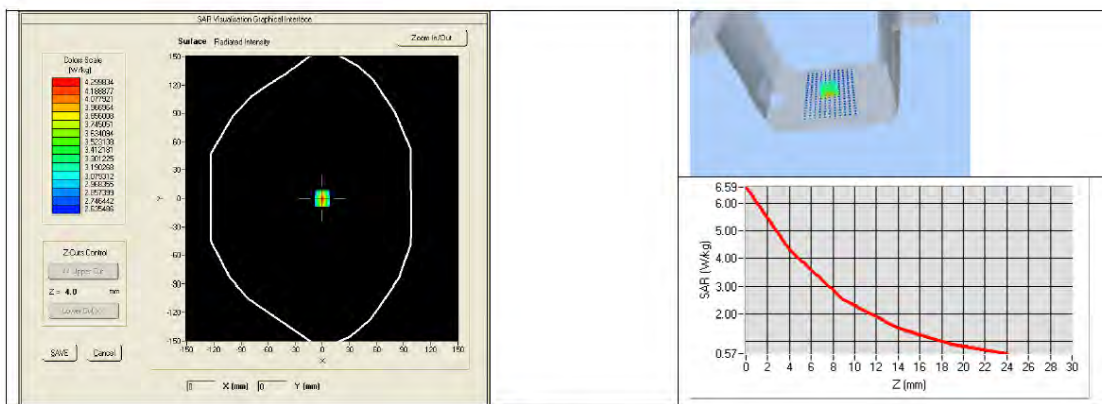 SAR Visualisation Graphical Interface
Surface Radiated Intensity
Zoom In/Out
Colors Scale
(W/kg)
4.299834
4.188877
4.077921
3.966964
3.856008
3.745051
3.634094
3.523138
3.412181
3.301225
3.190268
3.079312
2.968355
2.857399
2.746442
2.635486
150
120
90
60
30
0
-30
-60
-90
-120
-150
Y
-150 -120 -90 -60 -30 0 30 60 90 120 150
X
Z-Cuts Control
Z = 4.0 mm
SAVE Cancel
X (mm) 0 Y (mm)
6.59
6.00
5.00
4.00
3.00
2.00
0.57
SAR (W/kg)
0 2 4 6 8 10 12 14 16 18 20 22 24 26 28 30
Z (mm)